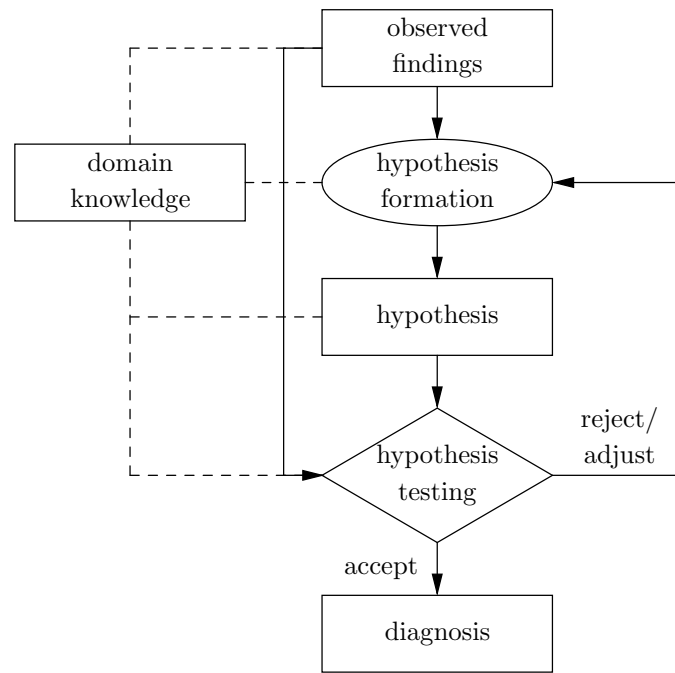 observed
findings
domain
knowledge
hypothesis
formation
hypothesis
reject/
adjust
hypothesis
testing
accept
diagnosis